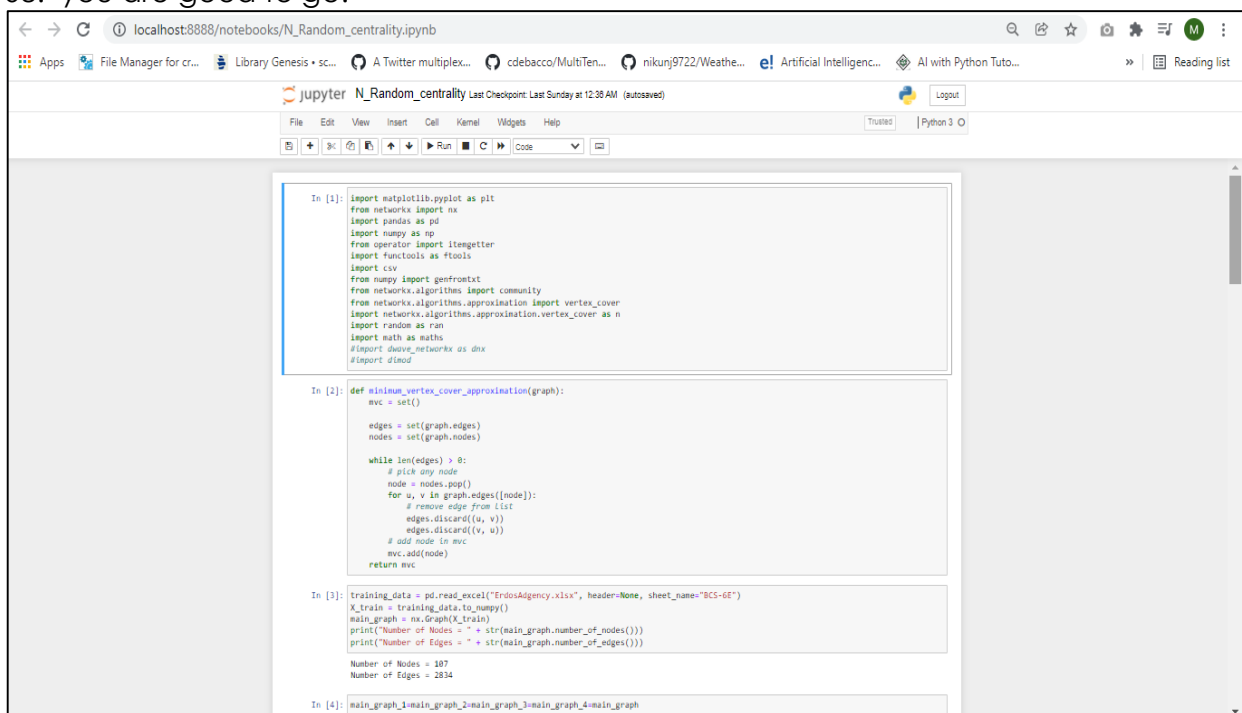 localhost:8888/notebooks/N_Random_centrality.ipynb
M
Apps File Manager for cr... Library Genesis • sc... A Twitter multiplex... cdebacco/MultiTen... nikunj9722/Weathe... Artificial Intelligenc... AI with Python Tuto... » Reading list
jupyter N_Random_centrality Last Checkpoint: Last Sunday at 12:36 AM (autosaved) Logout
File Edit View Insert Cell Kernel Widgets Help Trusted Python 3
Run Code
In [1]: import matplotlib.pyplot as plt
from networkx import nx
import pandas as pd
import numpy as np
from operator import itemgetter
import functools as ftools
import csv
from numpy import genfromtxt
from networkx.algorithms import community
from networkx.algorithms.approximation import vertex_cover
import networkx.algorithms.approximation.vertex_cover as n
import random as ran
import math as maths
#import dwave_networkx as dnx
#import dimod
In [2]: def minimum_vertex_cover_approximation(graph):
mvc = set()
edges = set(graph.edges)
nodes = set(graph.nodes)
while len(edges) > 0:
# pick any node
node = nodes.pop()
for u, v in graph.edges([node]):
# remove edge from list
edges.discard((u, v))
edges.discard((v, u))
# add node in mvc
mvc.add(node)
return mvc
In [3]: training_data = pd.read_excel("ErdosAdgency.xlsx", header=None, sheet_name="BCS-6E")
X_train = training_data.to_numpy()
main_graph = nx.Graph(X_train)
print("Number of Nodes = " + str(main_graph.number_of_nodes()))
print("Number of Edges = " + str(main_graph.number_of_edges()))
Number of Nodes = 107
Number of Edges = 2834
In [4]: main_graph_1=main_graph_2=main_graph_3=main_graph_4=main_graph